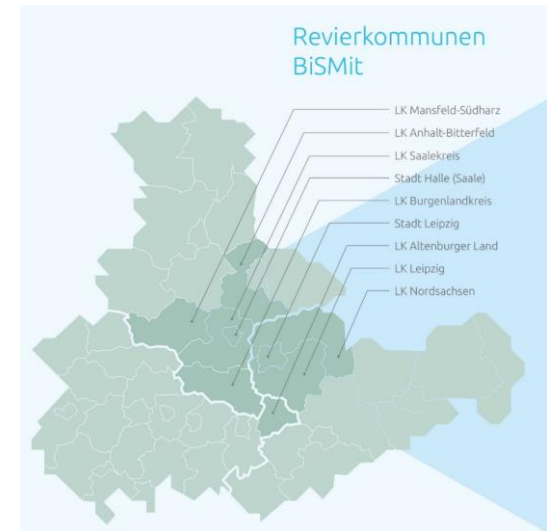 Revierkommunen
BiSMit
LK Mansfeld-Südharz
LK Anhalt-Bitterfeld
LK Saalekreis
Stadt Halle (Saale)
LK Burgenlandkreis
Stadt Leipzig
LK Altenburger Land
LK Leipzig
LK Nordsachsen